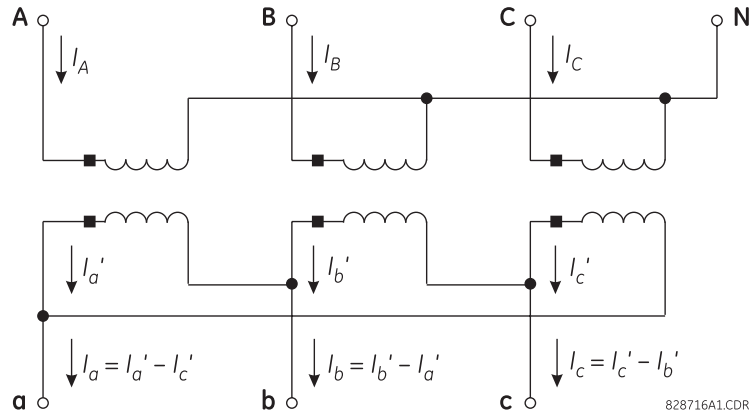 A B C N
I_A I_B I_C
I_a' I_b' I_c'
I_a = I_a' – I_c' I_b = I_b' – I_a' I_c = I_c' – I_b'
a b c
828716A1.CDR